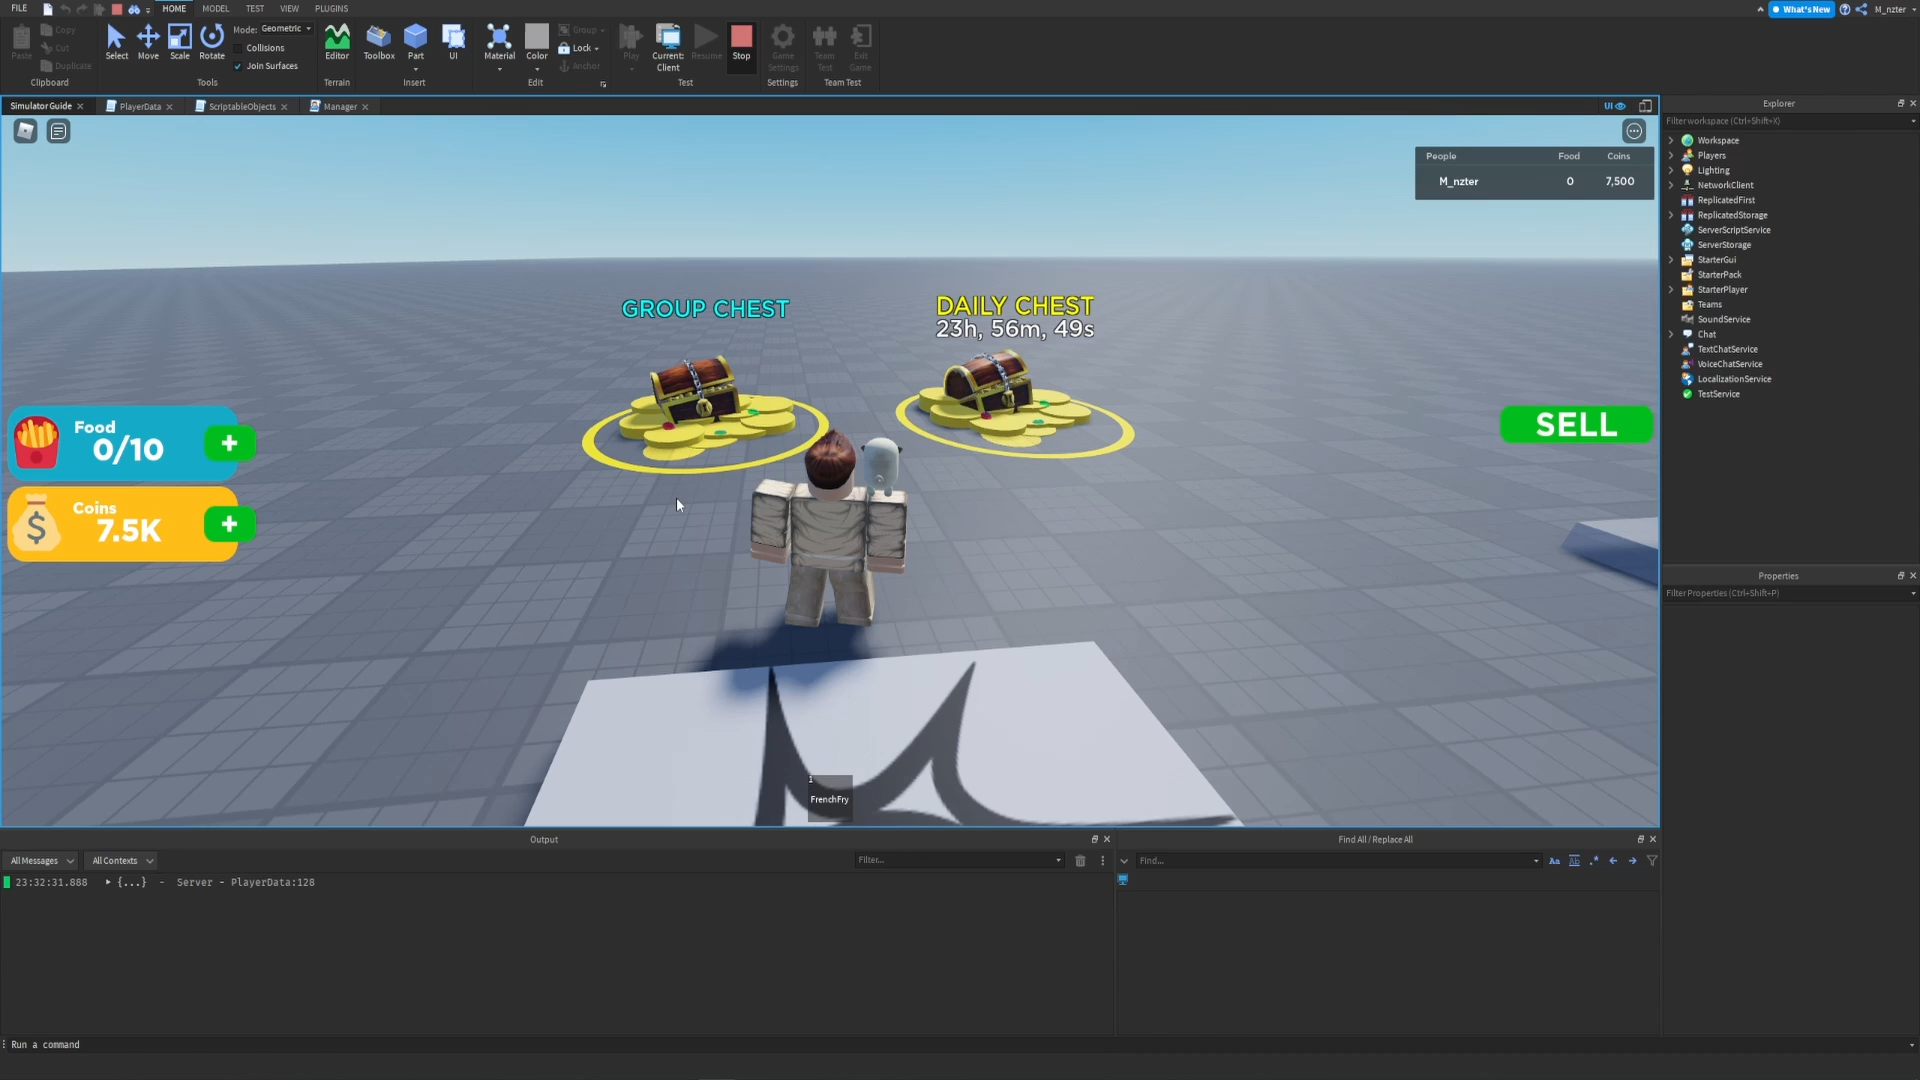 FILE HOME MODEL TEST VIEW PLUGINS
What's New M_nzter
Paste Copy Cut Duplicate
Select Move Scale Rotate
Mode: Geometric
Collisions
Join Surfaces
Editor Toolbox Part UI Material Color
Group
Lock
Anchor
Play Current: Client Resume Stop Game Settings Team Test Exit Game
Clipboard Tools Terrain Insert Edit Test Settings Team Test
Simulator Guide PlayerData ScriptableObjects Manager UI
People Food Coins
M_nzter 0 7,500
GROUP CHEST
DAILY CHEST
23h, 56m, 49s
Food
0/10
+
Coins
7.5K
+
$
SELL
1
FrenchFry
Explorer
Filter workspace (Ctrl+Shift+X)
Workspace
Players
Lighting
NetworkClient
ReplicatedFirst
ReplicatedStorage
ServerScriptService
ServerStorage
StarterGui
StarterPack
StarterPlayer
Teams
SoundService
Chat
TextChatService
VoiceChatService
LocalizationService
TestService
Properties
Filter Properties (Ctrl+Shift+P)
Output
All Messages All Contexts Filter...
23:32:31.888 {...} - Server - PlayerData:128
Find All / Replace All
Find... Aa Ab .*
Run a command